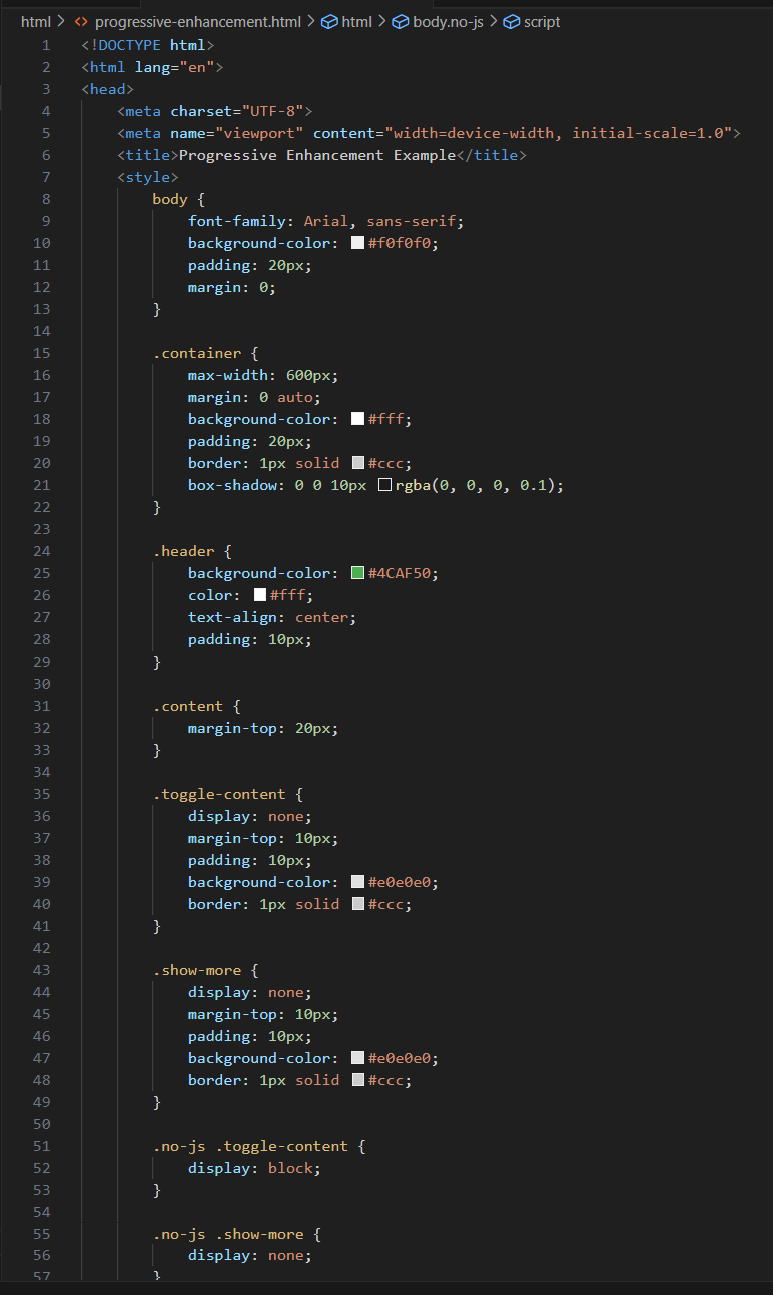 html > <> progressive-enhancement.html > html > body.no-js > script
1 <!DOCTYPE html>
2 <html lang="en">
3 <head>
4     <meta charset="UTF-8">
5     <meta name="viewport" content="width=device-width, initial-scale=1.0">
6     <title>Progressive Enhancement Example</title>
7     <style>
8         body {
9             font-family: Arial, sans-serif;
10             background-color: #f0f0f0;
11             padding: 20px;
12             margin: 0;
13         }
14
15         .container {
16             max-width: 600px;
17             margin: 0 auto;
18             background-color: #fff;
19             padding: 20px;
20             border: 1px solid #ccc;
21             box-shadow: 0 0 10px rgba(0, 0, 0, 0.1);
22         }
23
24         .header {
25             background-color: #4CAF50;
26             color: #fff;
27             text-align: center;
28             padding: 10px;
29         }
30
31         .content {
32             margin-top: 20px;
33         }
34
35         .toggle-content {
36             display: none;
37             margin-top: 10px;
38             padding: 10px;
39             background-color: #e0e0e0;
40             border: 1px solid #ccc;
41         }
42
43         .show-more {
44             display: none;
45             margin-top: 10px;
46             padding: 10px;
47             background-color: #e0e0e0;
48             border: 1px solid #ccc;
49         }
50
51         .no-js .toggle-content {
52             display: block;
53         }
54
55         .no-js .show-more {
56             display: none;
57         }